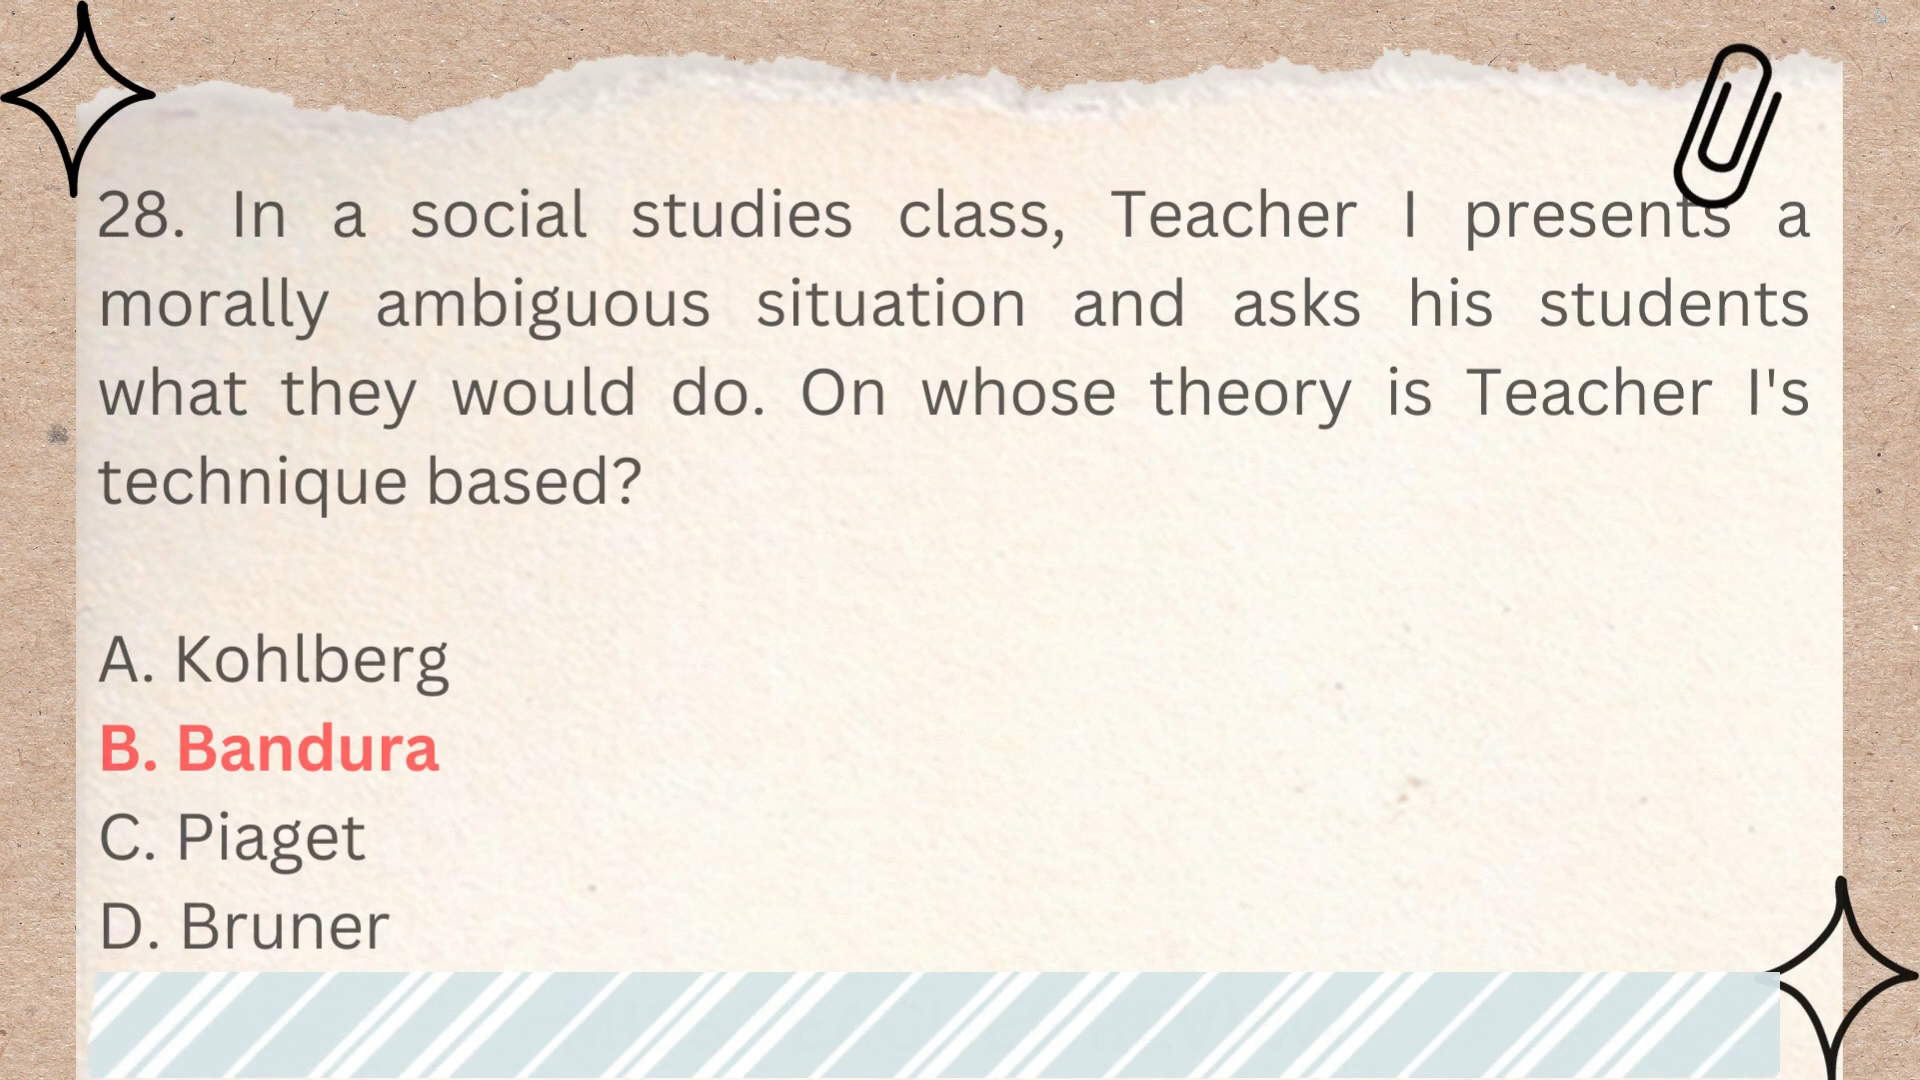 28. In a social studies class, Teacher I presents a
morally ambiguous situation and asks his students
what they would do. On whose theory is Teacher I's
technique based?
A. Kohlberg
B. Bandura
C. Piaget
D. Bruner